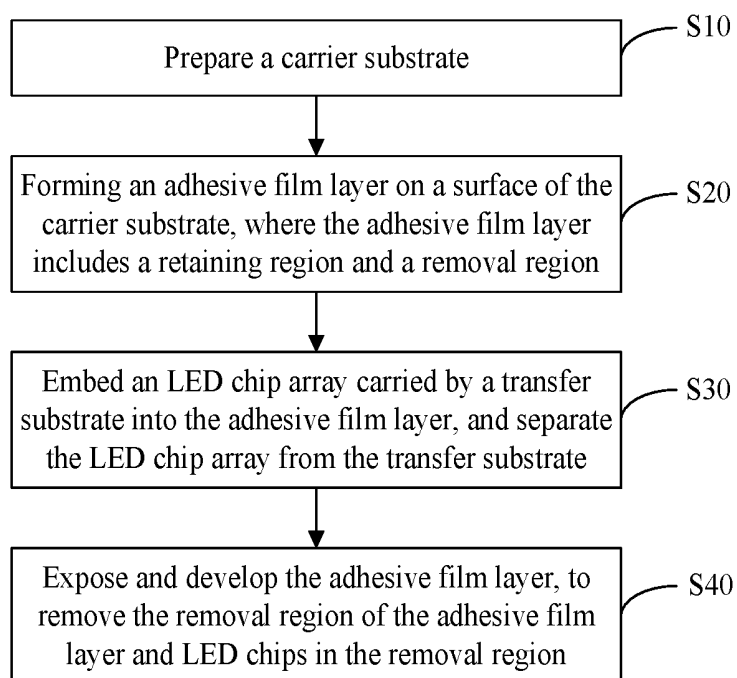 Prepare a carrier substrate
S10
Forming an adhesive film layer on a surface of the
carrier substrate, where the adhesive film layer
includes a retaining region and a removal region
S20
Embed an LED chip array carried by a transfer
substrate into the adhesive film layer, and separate
the LED chip array from the transfer substrate
S30
Expose and develop the adhesive film layer, to
remove the removal region of the adhesive film
layer and LED chips in the removal region
S40